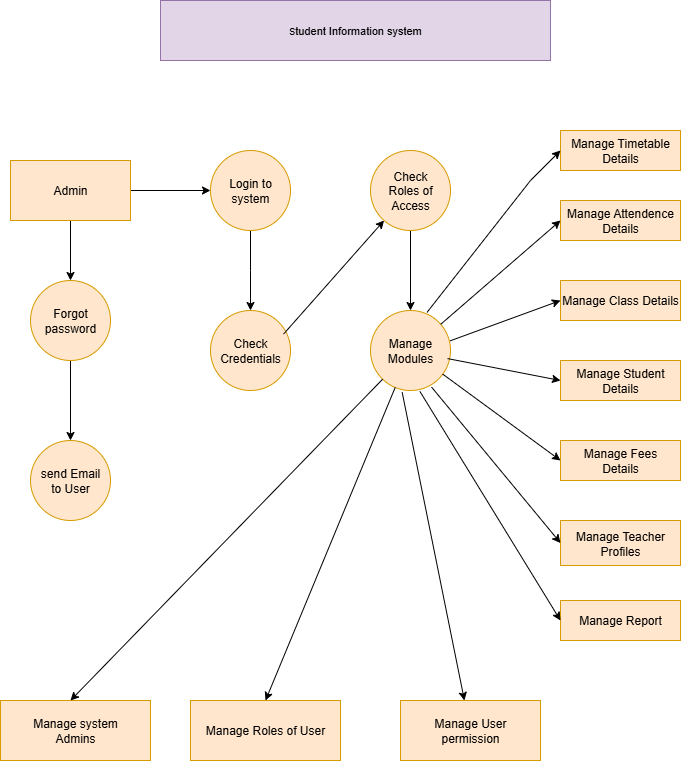 Student Information system
Manage Timetable
Details
Admin
Login to
system
Check
Roles of
Access
Manage Attendence
Details
Manage Class Details
Forgot
password
Check
Credentials
Manage
Modules
Manage Student
Details
Manage Fees
Details
send Email
to User
Manage Teacher
Profiles
Manage Report
Manage system
Admins
Manage Roles of User
Manage User
permission